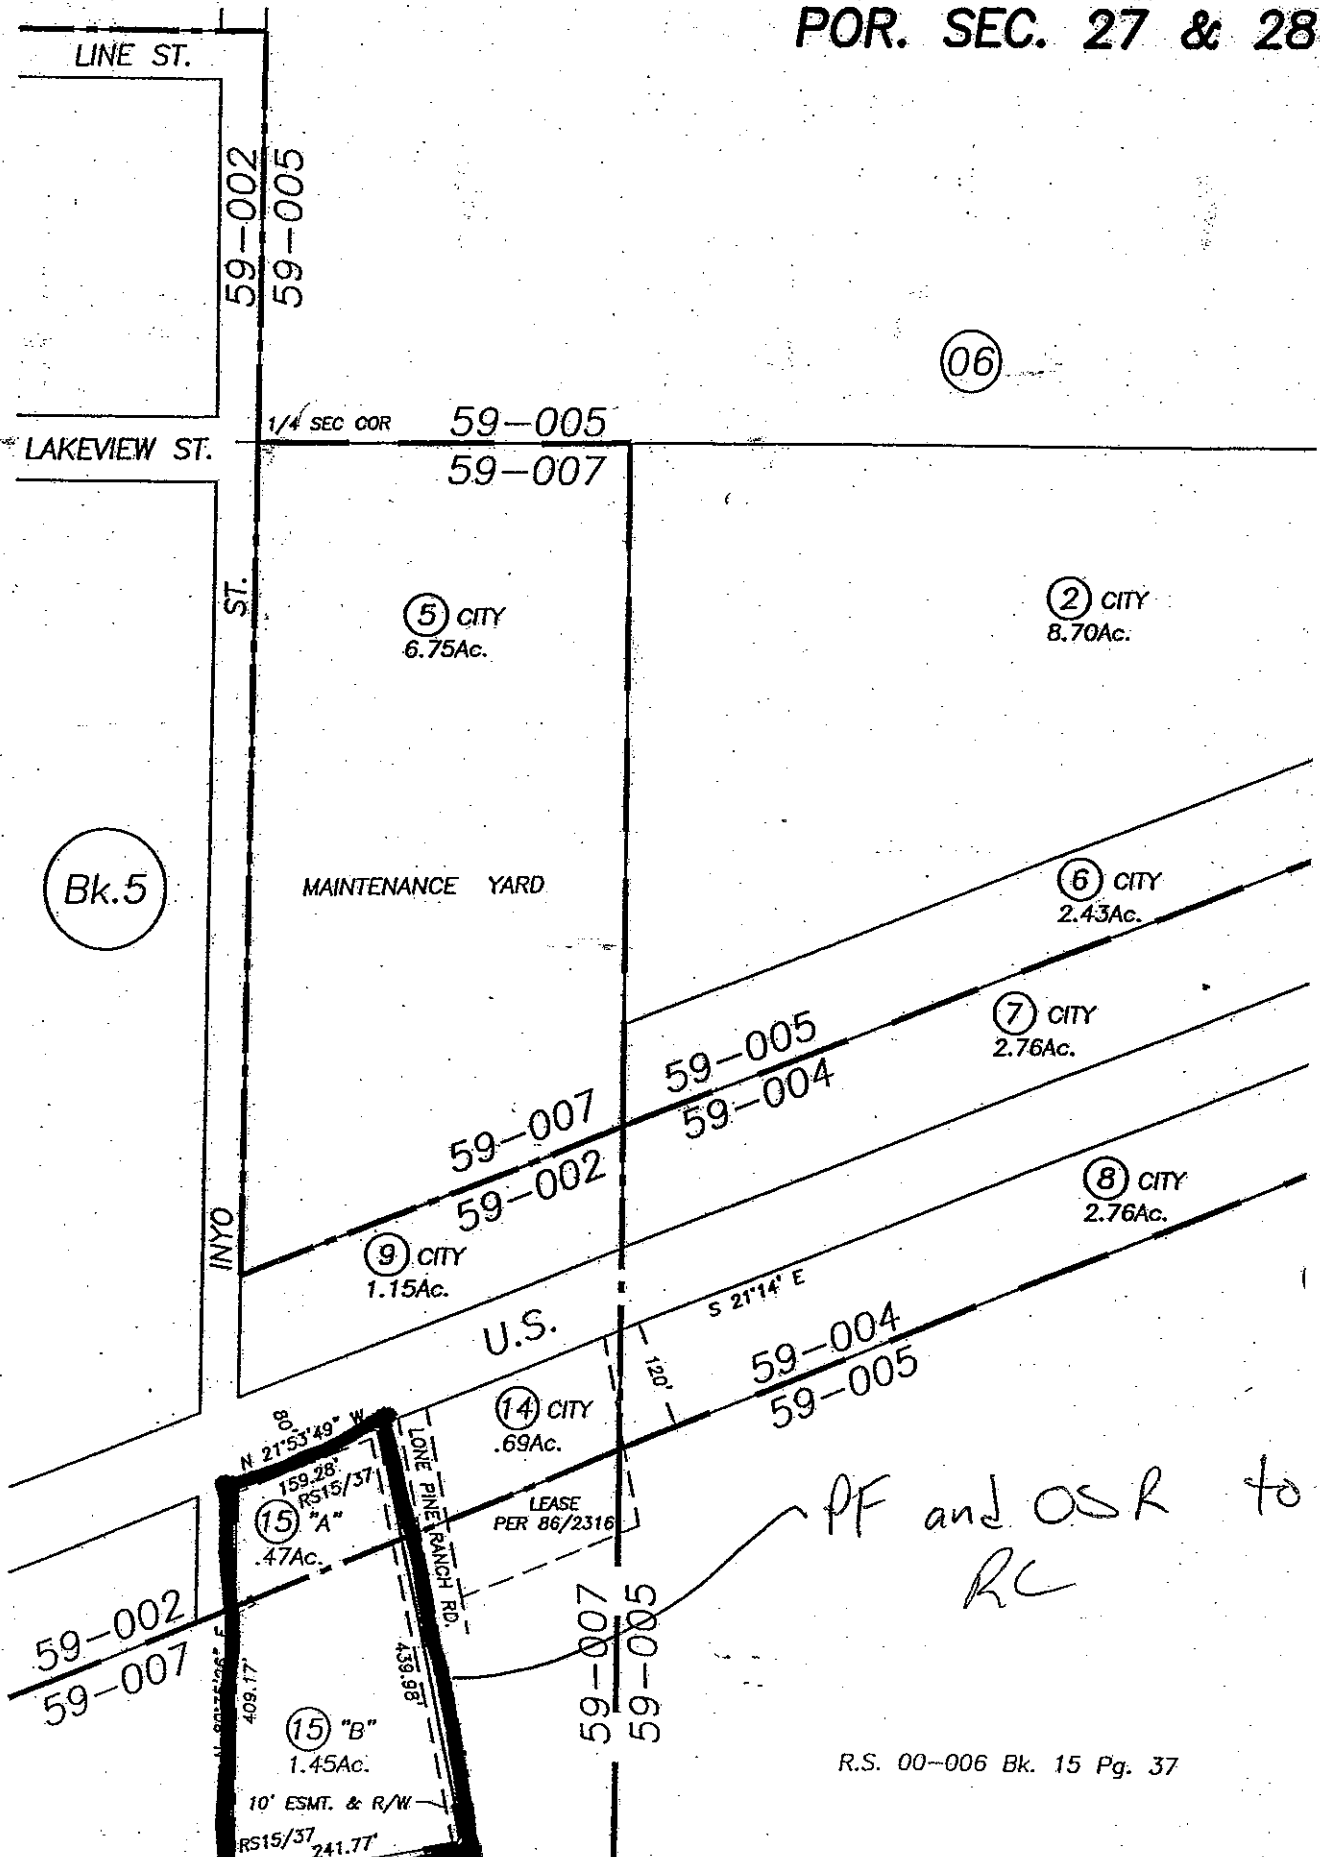 POR. SEC. 27 & 28
LINE ST.
59-002
59-005
06
1/4 SEC COR
59-005
LAKEVIEW ST.
59-007
ST.
5 CITY
6.75Ac.
2 CITY
8.70Ac.
Bk.5
MAINTENANCE YARD
6 CITY
2.43Ac.
7 CITY
2.76Ac.
59-005
59-004
59-007
59-002
8 CITY
2.76Ac.
INYO
9 CITY
1.15Ac.
S 21°14' E
U.S.
59-004
59-005
120'
14 CITY
.69Ac.
80'
N 21°53'49" W
159.28'
RS15/37
LONE PINE RANCH RD.
LEASE
PER 86/2316
15 "A"
.47Ac.
PF and OSR to
RC
59-002
59-007
59-007
59-005
409.17'
439.98'
15 "B"
1.45Ac.
R.S. 00-006 Bk. 15 Pg. 37
10' ESMT. & R/W
RS15/37
241.77'